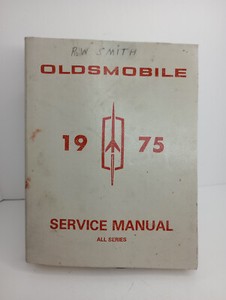 RON SMITH
OLDSMOBILE
19 75
SERVICE MANUAL
ALL SERIES